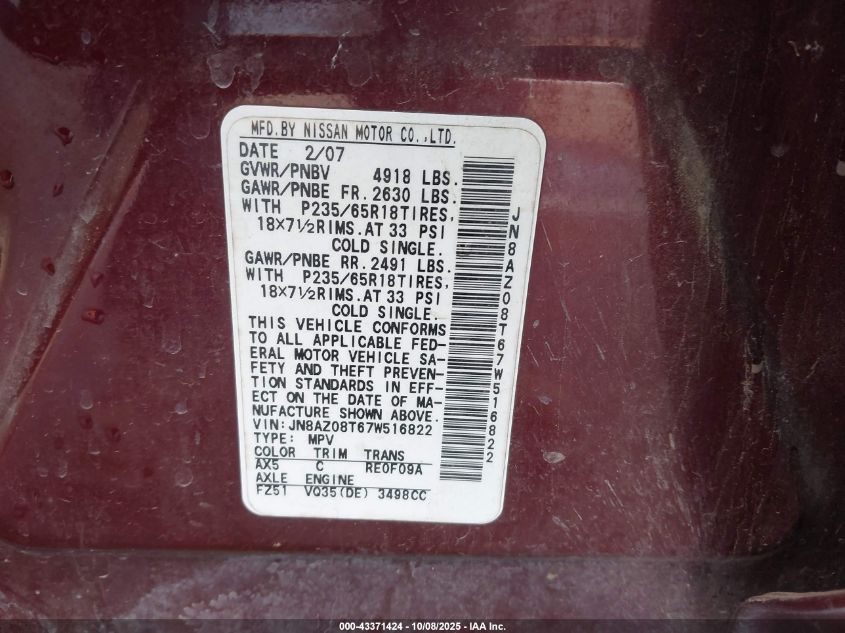 MFD.BY NISSAN MOTOR CO.,LTD.
DATE 2/07
GVWR/PNBV 4918 LBS.
GAWR/PNBE FR. 2630 LBS.
WITH P235/65R18TIRES,
18×7½RIMS.AT 33 PSI
COLD SINGLE.
GAWR/PNBE RR. 2491 LBS.
WITH P235/65R18TIRES,
18×7½RIMS.AT 33 PSI
COLD SINGLE.
THIS VEHICLE CONFORMS
TO ALL APPLICABLE FED-
ERAL MOTOR VEHICLE SA-
FETY AND THEFT PREVEN-
TION STANDARDS IN EFF-
ECT ON THE DATE OF MA-
NUFACTURE SHOWN ABOVE.
VIN:JN8AZ08T67W516822
TYPE: MPV
COLOR TRIM TRANS
AX5 C RE0F09A
AXLE ENGINE
FZ51 VQ35(DE) 3498CC
JN8AZ08T67W516822
000-43371424 - 10/08/2025 - IAA Inc.